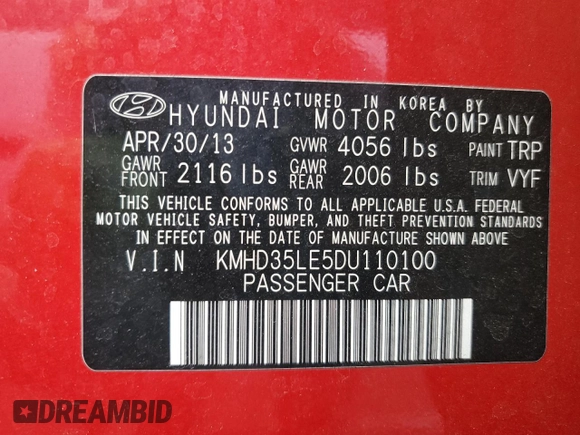 MANUFACTURED IN KOREA BY
HYUNDAI MOTOR COMPANY
APR/30/13 GVWR 4056 lbs PAINT TRP
GAWR FRONT 2116 lbs GAWR REAR 2006 lbs TRIM VYF
THIS VEHICLE CONFORMS TO ALL APPLICABLE U.S.A. FEDERAL
MOTOR VEHICLE SAFETY, BUMPER, AND THEFT PREVENTION STANDARDS
IN EFFECT ON THE DATE OF MANUFACTURE SHOWN ABOVE
V.I.N KMHD35LE5DU110100
PASSENGER CAR
DREAMBID